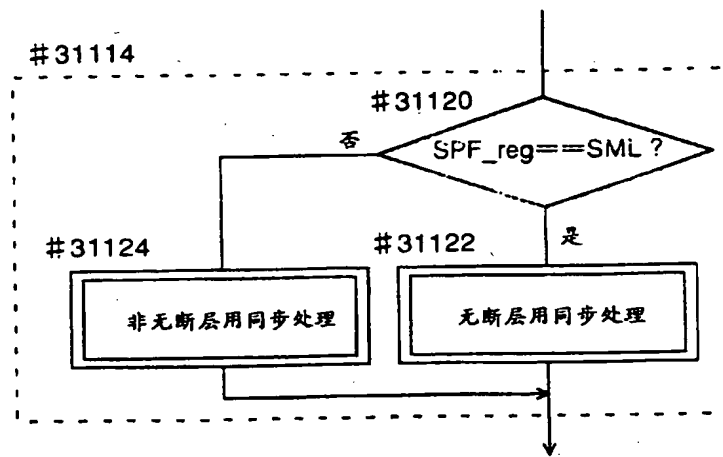 #31114
#31120
SPF_reg==SML?
否
是
#31124
#31122
非无断层用同步处理
无断层用同步处理